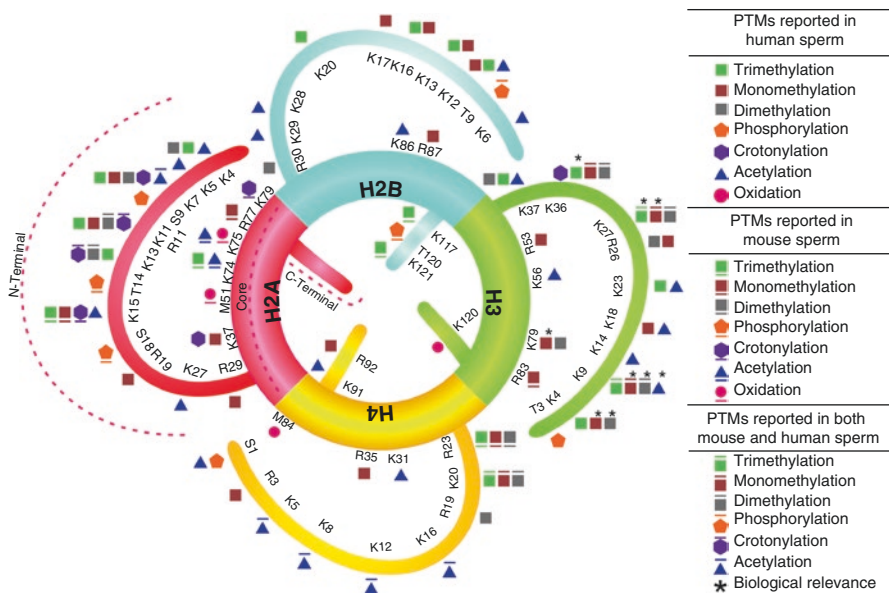 PTMs reported in
human sperm
Trimethylation
Monomethylation
Dimethylation
Phosphorylation
Crotonylation
Acetylation
Oxidation
PTMs reported in
mouse sperm
Trimethylation
Monomethylation
Dimethylation
Phosphorylation
Crotonylation
Acetylation
Oxidation
PTMs reported in both
mouse and human sperm
Trimethylation
Monomethylation
Dimethylation
Phosphorylation
Crotonylation
Acetylation
* Biological relevance
N-Terminal
H2A
Core
C-Terminal
K4
K5
K7
S9
K11
R11
K13
T14
K15
S18
R19
K27
R29
K37
M51
K74
K75
R77
K79
H2B
R30
K29
K28
K20
K17
K16
K13
K12
T9
K6
K86
R87
K117
T120
K121
H3
K37
K36
K27
R26
K23
K18
K14
K9
K4
T3
R53
K56
K79
R83
K120
H4
R92
K91
M84
S1
R3
K5
K8
K12
K16
R19
K20
R23
K31
R35